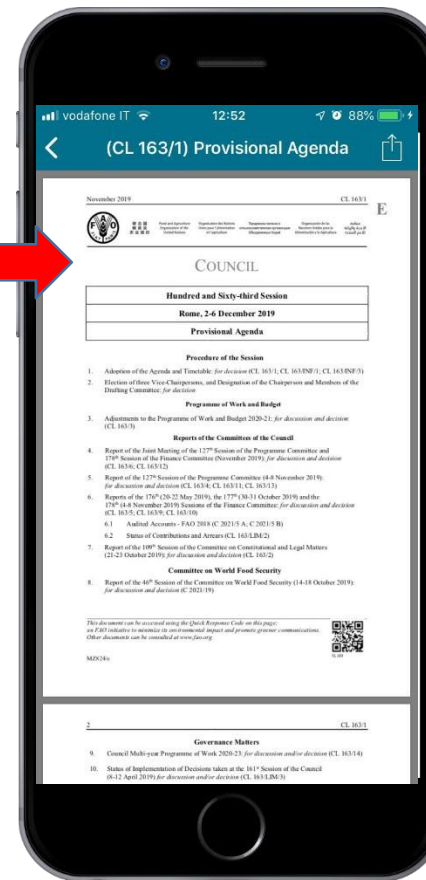 vodafone IT 12:52 88%
(CL 163/1) Provisional Agenda
November 2019 CL 163/1
E
Food and Agriculture Organization of the United Nations
COUNCIL
Hundred and Sixty-third Session
Rome, 2-6 December 2019
Provisional Agenda
Procedure of the Session
1. Adoption of the Agenda and Timetable: for decision (CL 163/1; CL 163/INF/1; CL 163/INF/3)
2. Election of three Vice-Chairpersons, and Designation of the Chairperson and Members of the
Drafting Committee: for decision
Programme of Work and Budget
3. Adjustments to the Programme of Work and Budget 2020-21: for discussion and decision
(CL 163/3)
Reports of the Committees of the Council
4. Report of the Joint Meeting of the 127th Session of the Programme Committee and
178th Session of the Finance Committee (November 2019): for discussion and decision
(CL 163/6; CL 163/12)
5. Report of the 127th Session of the Programme Committee (4-8 November 2019):
for discussion and decision (CL 163/4; CL 163/11; CL 163/13)
6. Reports of the 176th (20-22 May 2019), the 177th (30-31 October 2019) and the
178th (4-8 November 2019) Sessions of the Finance Committee: for discussion and decision
(CL 163/5; CL 163/9; CL 163/10)
6.1 Audited Accounts - FAO 2018 (C 2021/5 A; C 2021/5 B)
6.2 Status of Contributions and Arrears (CL 163/LIM/2)
7. Report of the 109th Session of the Committee on Constitutional and Legal Matters
(21-23 October 2019): for discussion and decision (CL 163/2)
Committee on World Food Security
8. Report of the 46th Session of the Committee on World Food Security (14-18 October 2019):
for discussion and decision (C 2021/19)
This document can be accessed using the Quick Response Code on this page;
an FAO initiative to minimize its environmental impact and promote greener communications.
Other documents can be consulted at www.fao.org.
2 CL 163/1
Governance Matters
9. Council Multi-year Programme of Work 2020-23: for discussion and/or decision (CL 163/14)
10. Status of Implementation of Decisions taken at the 161st Session of the Council
(8-12 April 2019) for discussion and/or decision (CL 163/LIM/3)